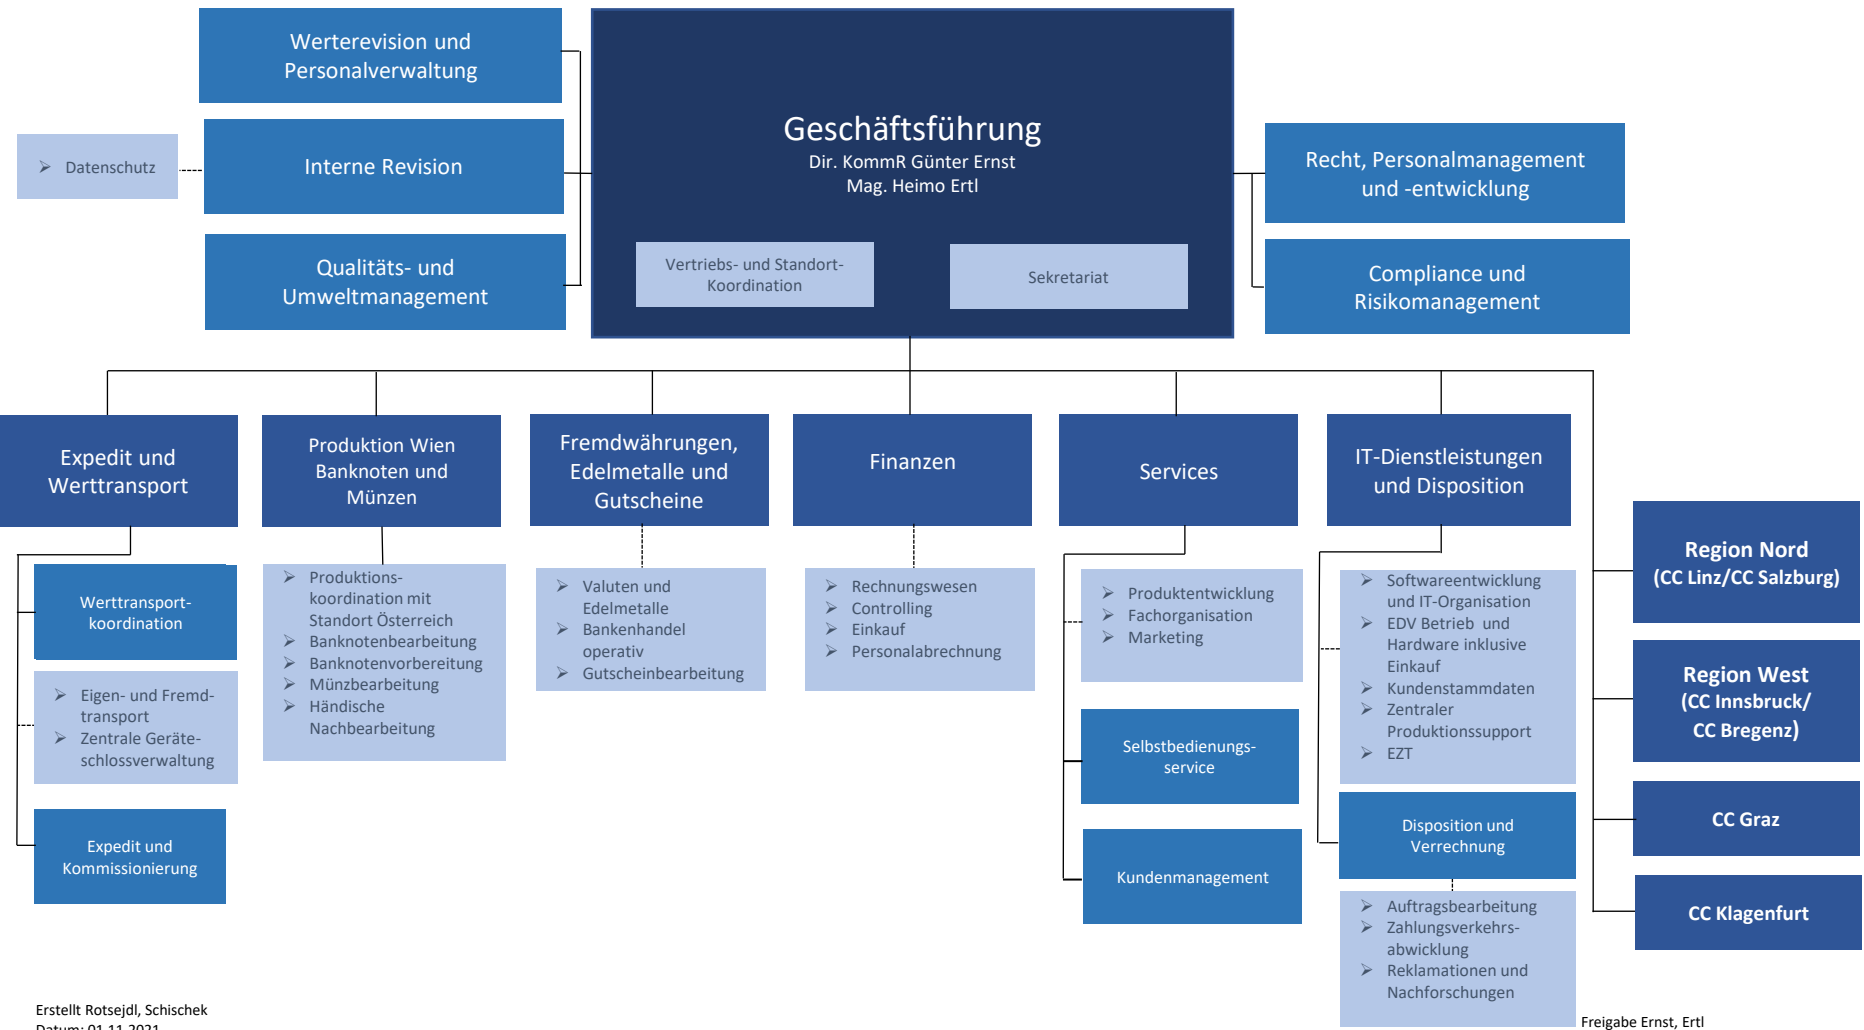 Werterevision und
Personalverwaltung
➢ Datenschutz
Interne Revision
Qualitäts- und
Umweltmanagement
Geschäftsführung
Dir. KommR Günter Ernst
Mag. Heimo Ertl
Vertriebs- und Standort-
Koordination
Sekretariat
Recht, Personalmanagement
und -entwicklung
Compliance und
Risikomanagement
Expedit und
Werttransport
Werttransport-
koordination
➢ Eigen- und Fremd-
transport
➢ Zentrale Geräte-
schlossverwaltung
Expedit und
Kommissionierung
Produktion Wien
Banknoten und
Münzen
➢ Produktions-
koordination mit
Standort Österreich
➢ Banknotenbearbeitung
➢ Banknotenvorbereitung
➢ Münzbearbeitung
➢ Händische
Nachbearbeitung
Fremdwährungen,
Edelmetalle und
Gutscheine
➢ Valuten und
Edelmetalle
➢ Bankenhandel
operativ
➢ Gutscheinbearbeitung
Finanzen
➢ Rechnungswesen
➢ Controlling
➢ Einkauf
➢ Personalabrechnung
Services
➢ Produktentwicklung
➢ Fachorganisation
➢ Marketing
Selbstbedienungs-
service
Kundenmanagement
IT-Dienstleistungen
und Disposition
➢ Softwareentwicklung
und IT-Organisation
➢ EDV Betrieb und
Hardware inklusive
Einkauf
➢ Kundenstammdaten
➢ Zentraler
Produktionssupport
➢ EZT
Disposition und
Verrechnung
➢ Auftragsbearbeitung
➢ Zahlungsverkehrs-
abwicklung
➢ Reklamationen und
Nachforschungen
Region Nord
(CC Linz/CC Salzburg)
Region West
(CC Innsbruck/
CC Bregenz)
CC Graz
CC Klagenfurt
Erstellt Rotsejdl, Schischek
Datum: 01.11.2021
Freigabe Ernst, Ertl